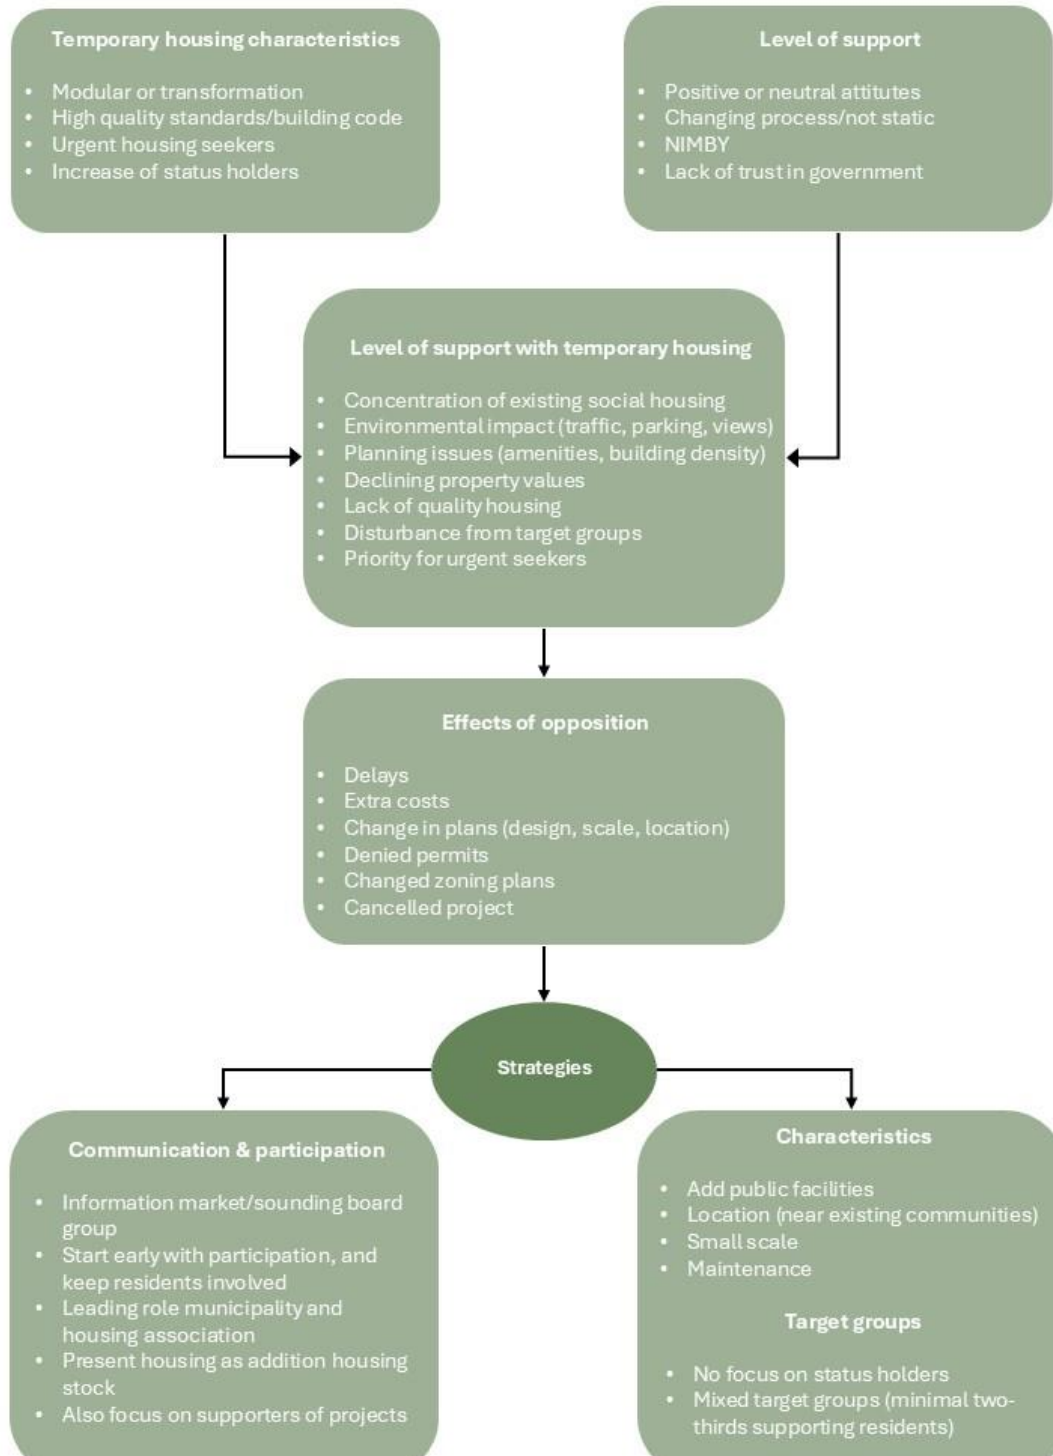 Temporary housing characteristics
• Modular or transformation
• High quality standards/building code
• Urgent housing seekers
• Increase of status holders
Level of support
• Positive or neutral attitutes
• Changing process/not static
• NIMBY
• Lack of trust in government
Level of support with temporary housing
• Concentration of existing social housing
• Environmental impact (traffic, parking, views)
• Planning issues (amenities, building density)
• Declining property values
• Lack of quality housing
• Disturbance from target groups
• Priority for urgent seekers
Effects of opposition
• Delays
• Extra costs
• Change in plans (design, scale, location)
• Denied permits
• Changed zoning plans
• Cancelled project
Strategies
Communication & participation
• Information market/sounding board
group
• Start early with participation, and
keep residents involved
• Leading role municipality and
housing association
• Present housing as addition housing
stock
• Also focus on supporters of projects
Characteristics
• Add public facilities
• Location (near existing communities)
• Small scale
• Maintenance
Target groups
• No focus on status holders
• Mixed target groups (minimal two-
thirds supporting residents)